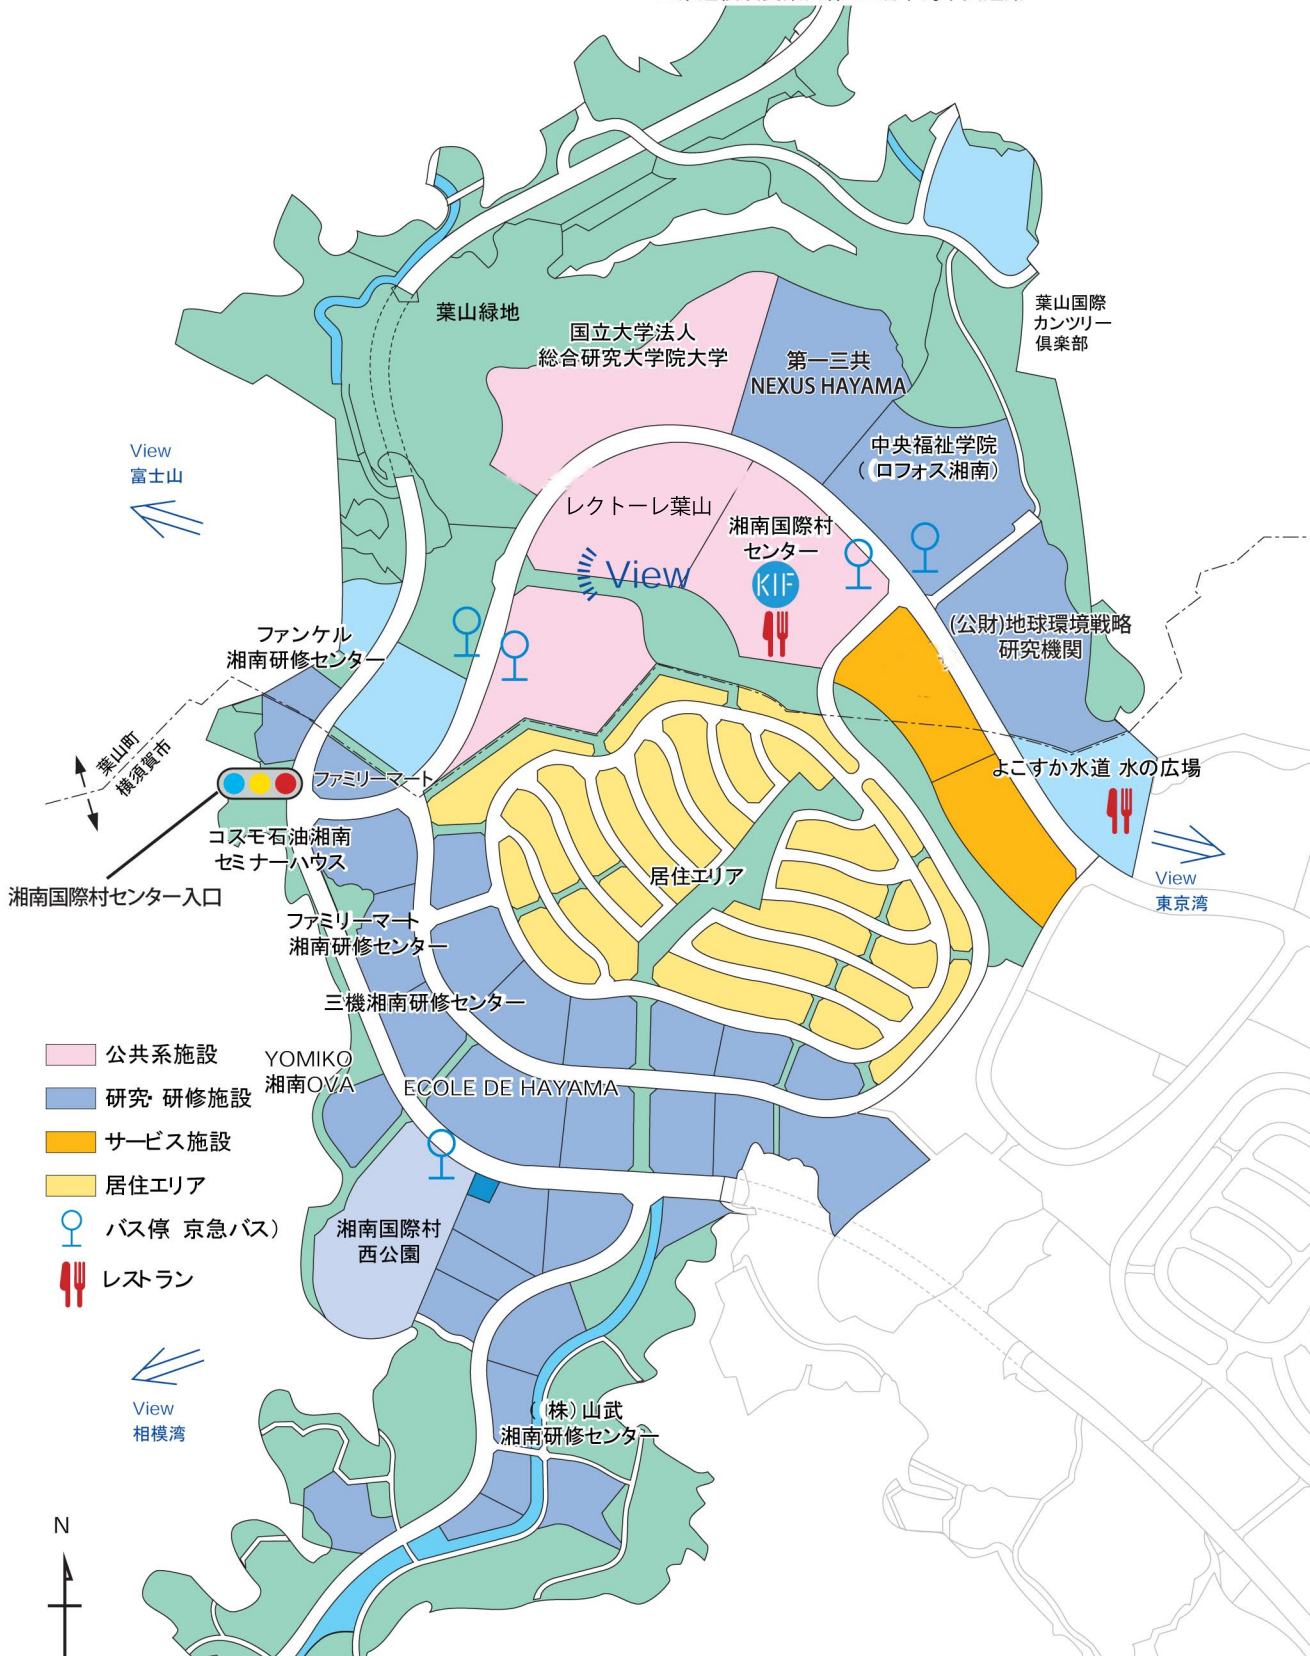 葉山緑地
国立大学法人
総合研究大学院大学
第一三共
NEXUS HAYAMA
葉山国際
カンツリー
倶楽部
中央福祉学院
(ロフォス湘南)
View
富士山
レクトーレ葉山
湘南国際村
センター
KIF
View
(公財)地球環境戦略
研究機関
ファンケル
湘南研修センター
葉山町
横須賀市
ファミリーマート
よこすか水道 水の広場
コスモ石油湘南
セミナーハウス
湘南国際村センター入口
居住エリア
View
東京湾
ファミリーマート
湘南研修センター
三機湘南研修センター
YOMIKO
湘南OVA
ECOLE DE HAYAMA
公共系施設
研究・研修施設
サービス施設
居住エリア
バス停 京急バス)
レストラン
湘南国際村
西公園
View
相模湾
(株)山武
湘南研修センター
N